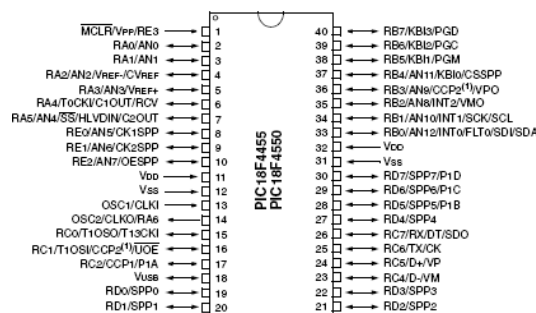 MCLR/VPP/RE3 1
RA0/AN0 2
RA1/AN1 3
RA2/AN2/VREF-/CVREF 4
RA3/AN3/VREF+ 5
RA4/T0CKI/C1OUT/RCV 6
RA5/AN4/SS/HLVDIN/C2OUT 7
RE0/AN5/CK1SPP 8
RE1/AN6/CK2SPP 9
RE2/AN7/OESPP 10
VDD 11
VSS 12
OSC1/CLKI 13
OSC2/CLKO/RA6 14
RC0/T1OSO/T13CKI 15
RC1/T1OSI/CCP2(1)/UOE 16
RC2/CCP1/P1A 17
VUSB 18
RD0/SPP0 19
RD1/SPP1 20
PIC18F4455
PIC18F4550
40 RB7/KBI3/PGD
39 RB6/KBI2/PGC
38 RB5/KBI1/PGM
37 RB4/AN11/KBI0/CSSPP
36 RB3/AN9/CCP2(1)/VPO
35 RB2/AN8/INT2/VMO
34 RB1/AN10/INT1/SCK/SCL
33 RB0/AN12/INT0/FLT0/SDI/SDA
32 VDD
31 VSS
30 RD7/SPP7/P1D
29 RD6/SPP6/P1C
28 RD5/SPP5/P1B
27 RD4/SPP4
26 RC7/RX/DT/SDO
25 RC6/TX/CK
24 RC5/D+/VP
23 RC4/D-/VM
22 RD3/SPP3
21 RD2/SPP2